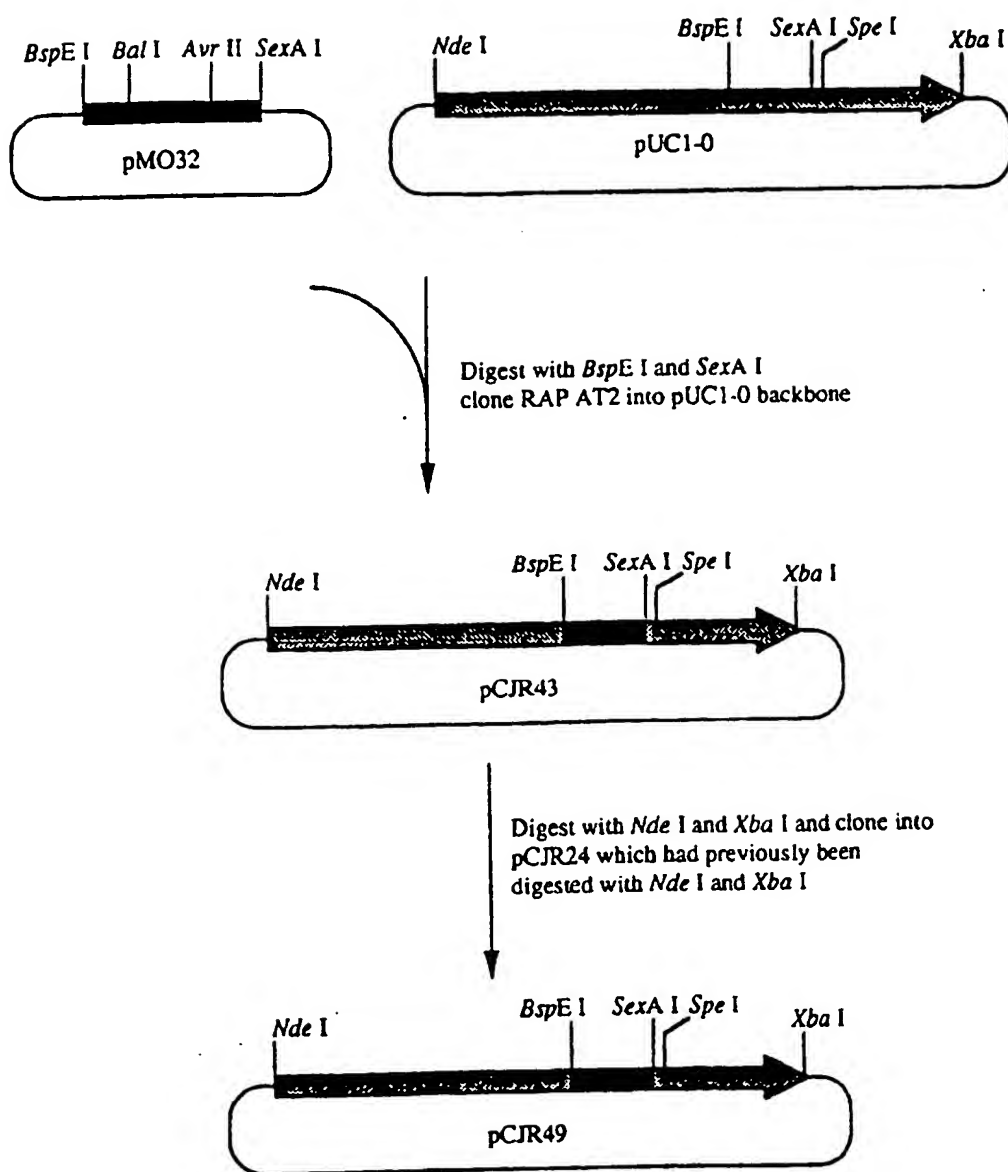 BspE I Bal I Avr II SexA I
pMO32
Nde I BspE I SexA I Spe I Xba I
pUC1-0
Digest with BspE I and SexA I
clone RAP AT2 into pUC1-0 backbone
Nde I BspE I SexA I Spe I Xba I
pCJR43
Digest with Nde I and Xba I and clone into
pCJR24 which had previously been
digested with Nde I and Xba I
Nde I BspE I SexA I Spe I Xba I
pCJR49